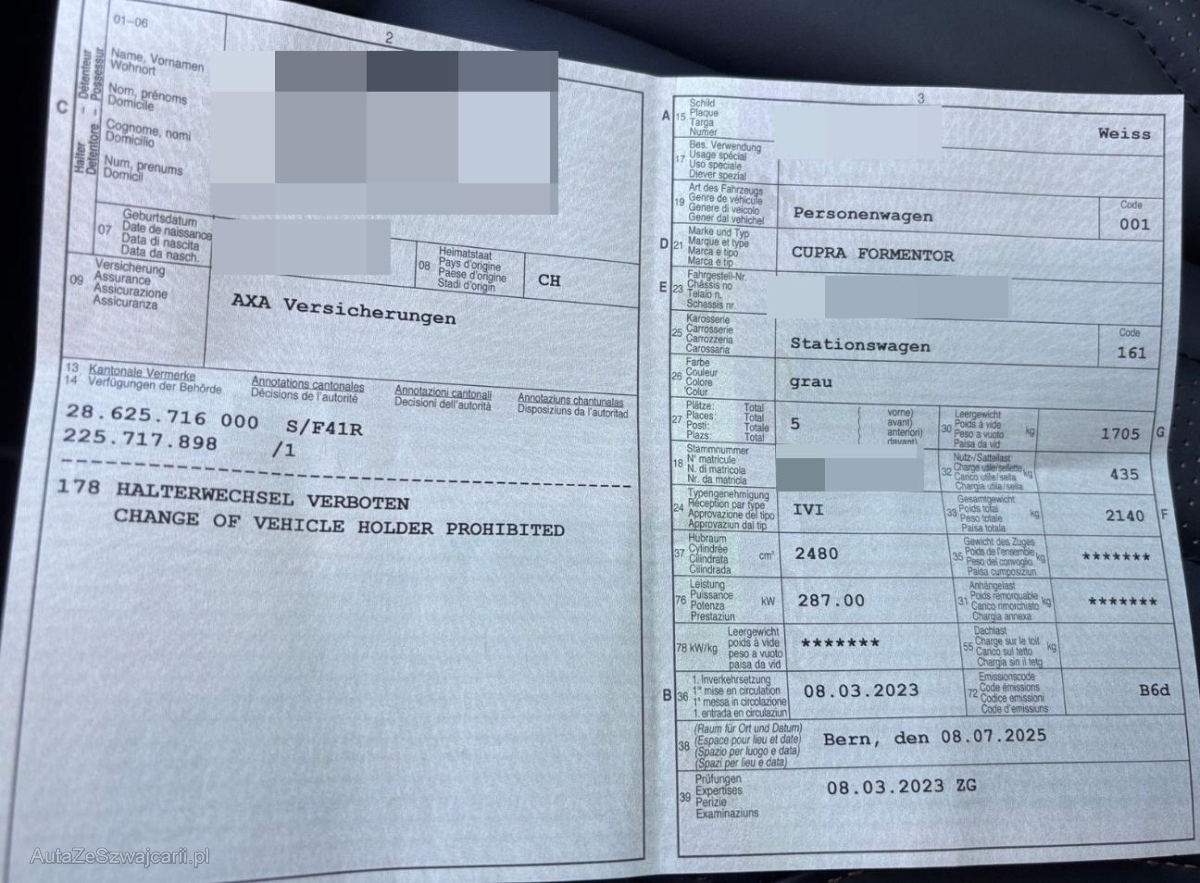 01-06
2
C
Halter – Détenteur
Detentore – Possessur
Name, Vornamen
Wohnort
Nom, prénoms
Domicile
Cognome, nomi
Domicilio
Num, prenums
Domicil
07
Geburtsdatum
Date de naissance
Data di nascita
Data da nasch.
08
Heimatstaat
Pays d'origine
Paese d'origine
Stadi d'origin
CH
09
Versicherung
Assurance
Assicurazione
Assicuranza
AXA Versicherungen
13 Kantonale Vermerke Annotations cantonales Annotazioni cantonali Annotaziuns chantunalas
14 Verfügungen der Behörde Décisions de l'autorité Decisioni dell'autorità Disposiziuns da l'autoritad
28.625.716 000 S/F41R
225.717.898 /1
178 HALTERWECHSEL VERBOTEN
CHANGE OF VEHICLE HOLDER PROHIBITED
3
A 15
Schild
Plaque
Targa
Numer
Weiss
17
Bes. Verwendung
Usage spécial
Uso speciale
Diever spezial
19
Art des Fahrzeugs
Genre de véhicule
Genere di veicolo
Gener dal vehichel
Personenwagen
Code
001
D 21
Marke und Typ
Marque et type
Marca e tipo
Marca e tip
CUPRA FORMENTOR
E 23
Fahrgestell-Nr.
Châssis no
Telaio n.
Schassis nr.
25
Karosserie
Carrosserie
Carrozzeria
Carossaria
Stationswagen
Code
161
26
Farbe
Couleur
Colore
Colur
grau
27
Plätze: Total
Places: Total
Posti: Totale
Plazs: Total
5
vorne)
avant)
anteriori)
davant)
30
Leergewicht
Poids à vide
Peso a vuoto
Paisa da vid
kg
1705
G
18
Stammnummer
N° matricule
N. di matricola
Nr. da matricla
32
Nutz-/Sattellast
Charge utile/sellette
Carico utile/sella
Chargia utila/sella
kg
435
24
Typengenehmigung
Réception par type
Approvazione del tipo
Approvaziun dal tip
IVI
33
Gesamtgewicht
Poids total
Peso totale
Paisa totala
kg
2140
F
37
Hubraum
Cylindrée
Cilindrata
Cilindrada
cm³
2480
35
Gewicht des Zuges
Poids de l'ensemble
Peso del convoglio
Paisa cumposiziun
kg
*******
76
Leistung
Puissance
Potenza
Prestaziun
kW
287.00
31
Anhängelast
Poids remorquable
Carico rimorchiato
Chargia annexa
kg
*******
78 kW/kg
Leergewicht
poids à vide
peso a vuoto
paisa da vid
*******
55
Dachlast
Charge sur le toit
Carico sul tetto
Chargia sin il tetg
kg
B 36
1. Inverkehrsetzung
1re mise en circulation
1a messa in circolazione
1. entrada en circulaziun
08.03.2023
72
Emissionscode
Code émissions
Codice emissioni
Code d'emissiuns
B6d
38
(Raum für Ort und Datum)
(Espace pour lieu et date)
(Spazio per luogo e data)
(Spazi per lieu e data)
Bern, den 08.07.2025
39
Prüfungen
Expertises
Perizie
Examinaziuns
08.03.2023 ZG
AutaZeSzwajcarii.pl